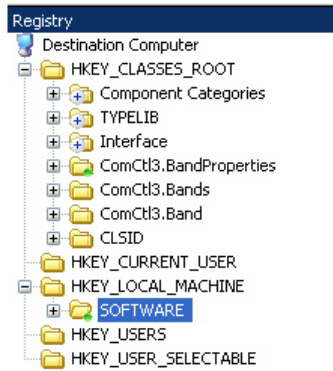 Registry
Destination Computer
HKEY_CLASSES_ROOT
Component Categories
TYPELIB
Interface
ComCtl3.BandProperties
ComCtl3.Bands
ComCtl3.Band
CLSID
HKEY_CURRENT_USER
HKEY_LOCAL_MACHINE
SOFTWARE
HKEY_USERS
HKEY_USER_SELECTABLE